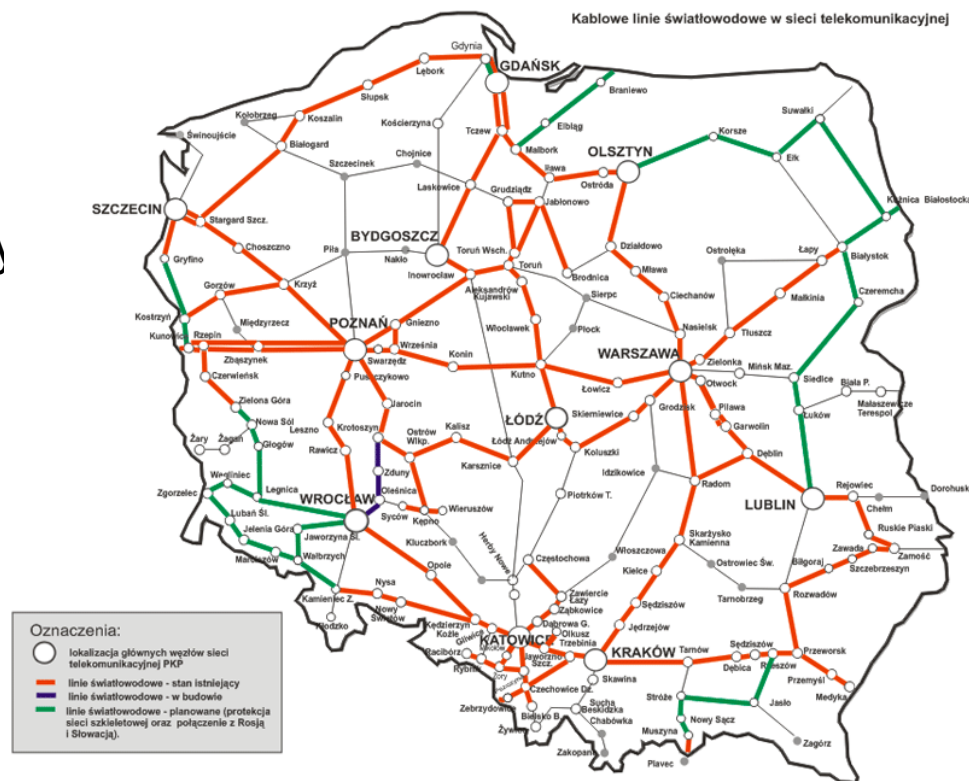 Kablowe linie światłowodowe w sieci telekomunikacyjnej
Gdynia
GDAŃSK
Lębork
Słupsk
Braniewo
Kołobrzeg
Koszalin
Kościerzyna
Tczew
Elbląg
Suwałki
Świnoujście
Białogard
Malbork
Korsze
Szczecinek
Chojnice
OLSZTYN
Ełk
Iława
Laskowice
Grudziądz
Ostróda
Jabłonowo
Kuźnica Białostocka
SZCZECIN
Stargard Szcz.
BYDGOSZCZ
Choszczno
Piła
Nakło
Toruń Wsch.
Działdowo
Ostrołęka
Łapy
Białystok
Gryfino
Inowrocław
Toruń
Brodnica
Mława
Krzyż
Aleksandrów
Kujawski
Sierpc
Ciechanów
Małkinia
Czeremcha
Gorzów
Kostrzyń
Międzyrzecz
POZNAŃ
Gniezno
Włocławek
Płock
Nasielsk
Tłuszcz
Kunowice
Rzepin
Września
WARSZAWA
Zielonka
Zbąszynek
Swarzędz
Konin
Kutno
Mińsk Maz.
Siedlce
Czerwieńsk
Puszczykowo
Łowicz
Otwock
Biała P.
Małaszewicze
Terespol
Zielona Góra
Jarocin
ŁÓDŹ
Skierniewice
Grodzisk
Pilawa
Łuków
Nowa Sól
Leszno
Krotoszyn
Ostrów
Wlkp.
Kalisz
Łódź Andrzejów
Garwolin
Żary
Żagań
Głogów
Rawicz
Koluszki
Dęblin
Karsznice
Idzikowice
Zduny
Węgliniec
Rejowiec
Zgorzelec
Legnica
WROCŁAW
Oleśnica
Wieruszów
Piotrków T.
Radom
LUBLIN
Chełm
Dorohusk
Syców
Kępno
Lubań Śl.
Jelenia Góra
Jaworzyna Śl.
Skarżysko
Kamienna
Ruskie Piaski
Kluczbork
Herby Nowe
Częstochowa
Włoszczowa
Zawada
Zamość
Marciszów
Wałbrzych
Ostrowiec Św.
Biłgoraj
Szczebrzeszyn
Opole
Kielce
Nysa
Zawiercie
Łazy
Tarnobrzeg
Rozwadów
Kamieniec Z.
Nowy
Świętów
Ząbkowice
Sędziszów
Kłodzko
Kędzierzyn
Koźle
Gliwice
Dąbrowa G.
Olkusz
Jędrzejów
KATOWICE
Trzebinia
Racibórz
Jaworzno
Szcz.
KRAKÓW
Tarnów
Sędziszów
Przeworsk
Rybnik
Żory
Dębica
Rzeszów
Pszczyna
Skawina
Przemyśl
Czechowice Dz.
Stróże
Medyka
Zebrzydowice
Sucha
Beskidzka
Jasło
Bielsko B.
Nowy Sącz
Chabówka
Żywiec
Muszyna
Zagórz
Zakopane
Plavec
Oznaczenia:
lokalizacja głównych węzłów sieci
telekomunikacyjnej PKP
linie światłowodowe - stan istniejący
linie światłowodowe - w budowie
linie światłowodowe - planowane (protekcja
sieci szkieletowej oraz połączenie z Rosją
i Słowacją).